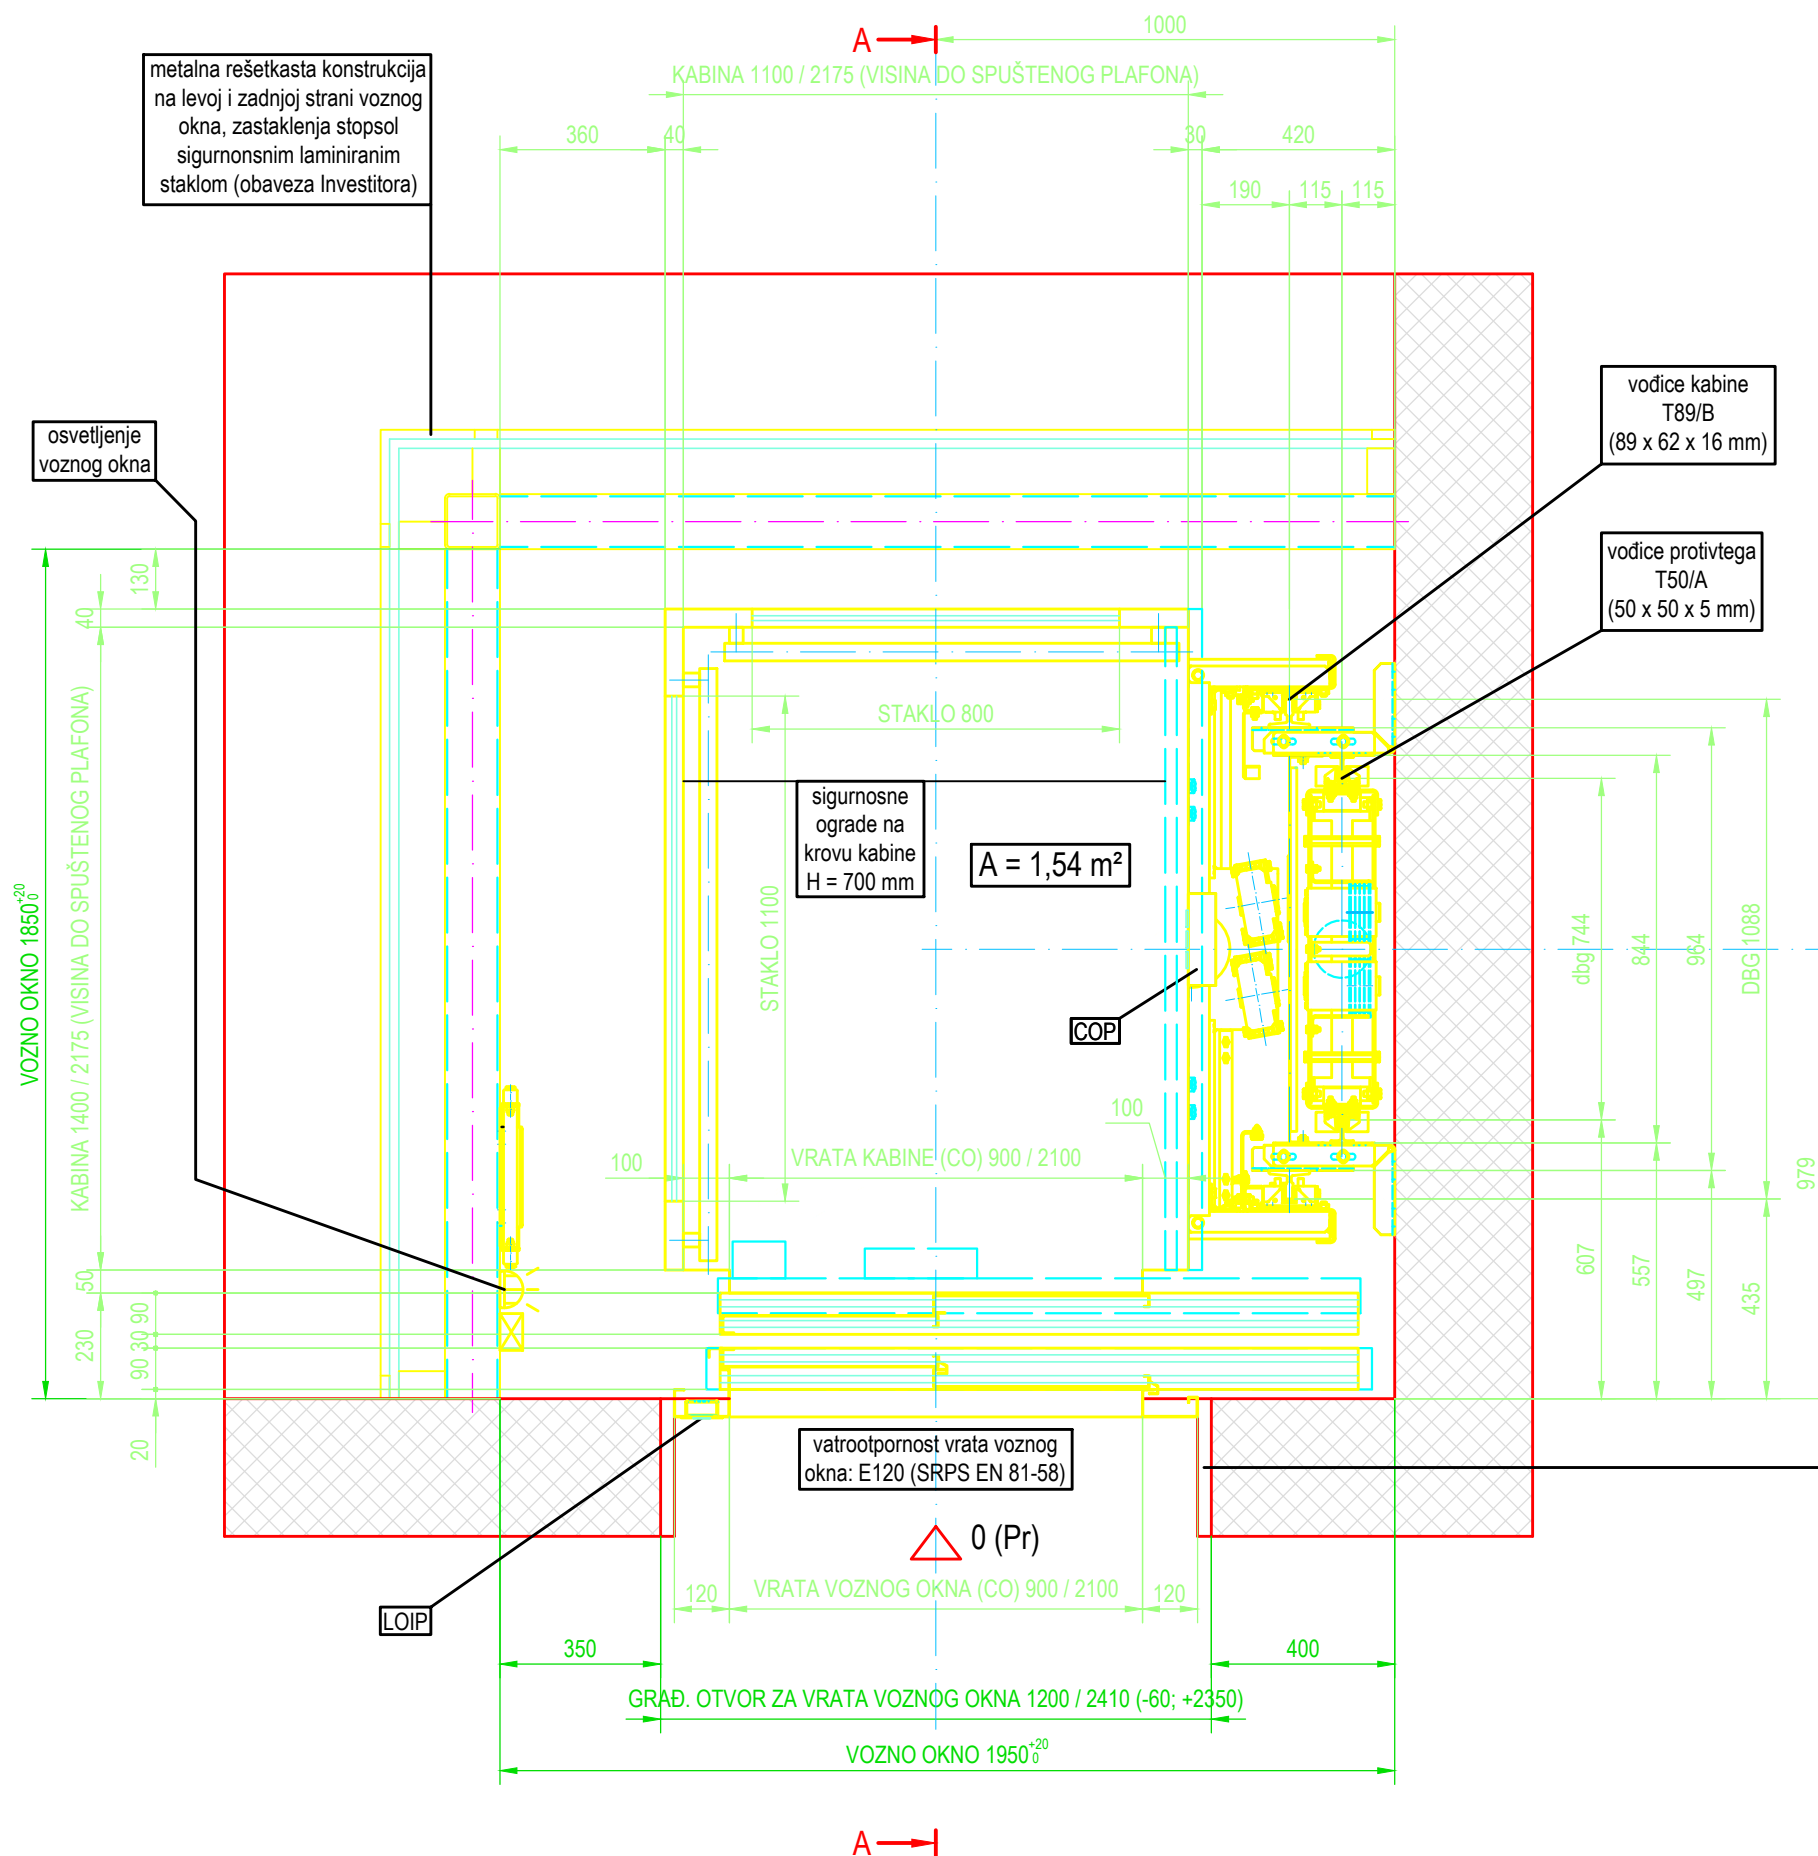 A
1000
KABINA 1100 / 2175 (VISINA DO SPUŠTENOG PLAFONA)
metalna rešetkasta konstrukcija
na levoj i zadnjoj strani voznog
okna, zastaklenja stopsol
sigurnonsnim laminiranim
staklom (obaveza Investitora)
360
40
30
420
190
115
115
vođice kabine
T89/B
(89 x 62 x 16 mm)
osvetljenje
voznog okna
vođice protivtega
T50/A
(50 x 50 x 5 mm)
130
40
KABINA 1400 / 2175 (VISINA DO SPUŠTENOG PLAFONA)
VOZNO OKNO 1850 +20 0
STAKLO 800
sigurnosne
ograde na
krovu kabine
H = 700 mm
A = 1,54 m²
STAKLO 1100
COP
dbg 744
844
964
DBG 1088
979
100
VRATA KABINE (CO) 900 / 2100
100
50
230
90
30
90
20
607
557
497
435
vatrootpornost vrata voznog
okna: E120 (SRPS EN 81-58)
0 (Pr)
LOIP
120
VRATA VOZNOG OKNA (CO) 900 / 2100
120
350
400
GRAĐ. OTVOR ZA VRATA VOZNOG OKNA 1200 / 2410 (-60; +2350)
VOZNO OKNO 1950 +20 0
A